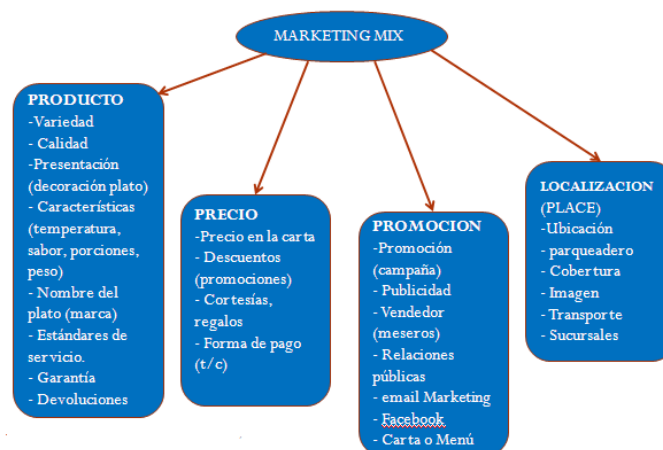 MARKETING MIX
PRODUCTO
-Variedad
- Calidad
-Presentación
(decoración plato)
- Características
(temperatura,
sabor, porciones,
peso)
- Nombre del
plato (marca)
- Estándares de
servicio.
- Garantía
- Devoluciones
PRECIO
-Precio en la carta
- Descuentos
(promociones)
- Cortesías,
regalos
- Forma de pago
(t/c)
PROMOCION
-Promoción
(campaña)
- Publicidad
- Vendedor
(meseros)
- Relaciones
públicas
- email Marketing
- Facebook
- Carta o Menú
LOCALIZACION
(PLACE)
-Ubicación
- parqueadero
- Cobertura
- Imagen
- Transporte
- Sucursales